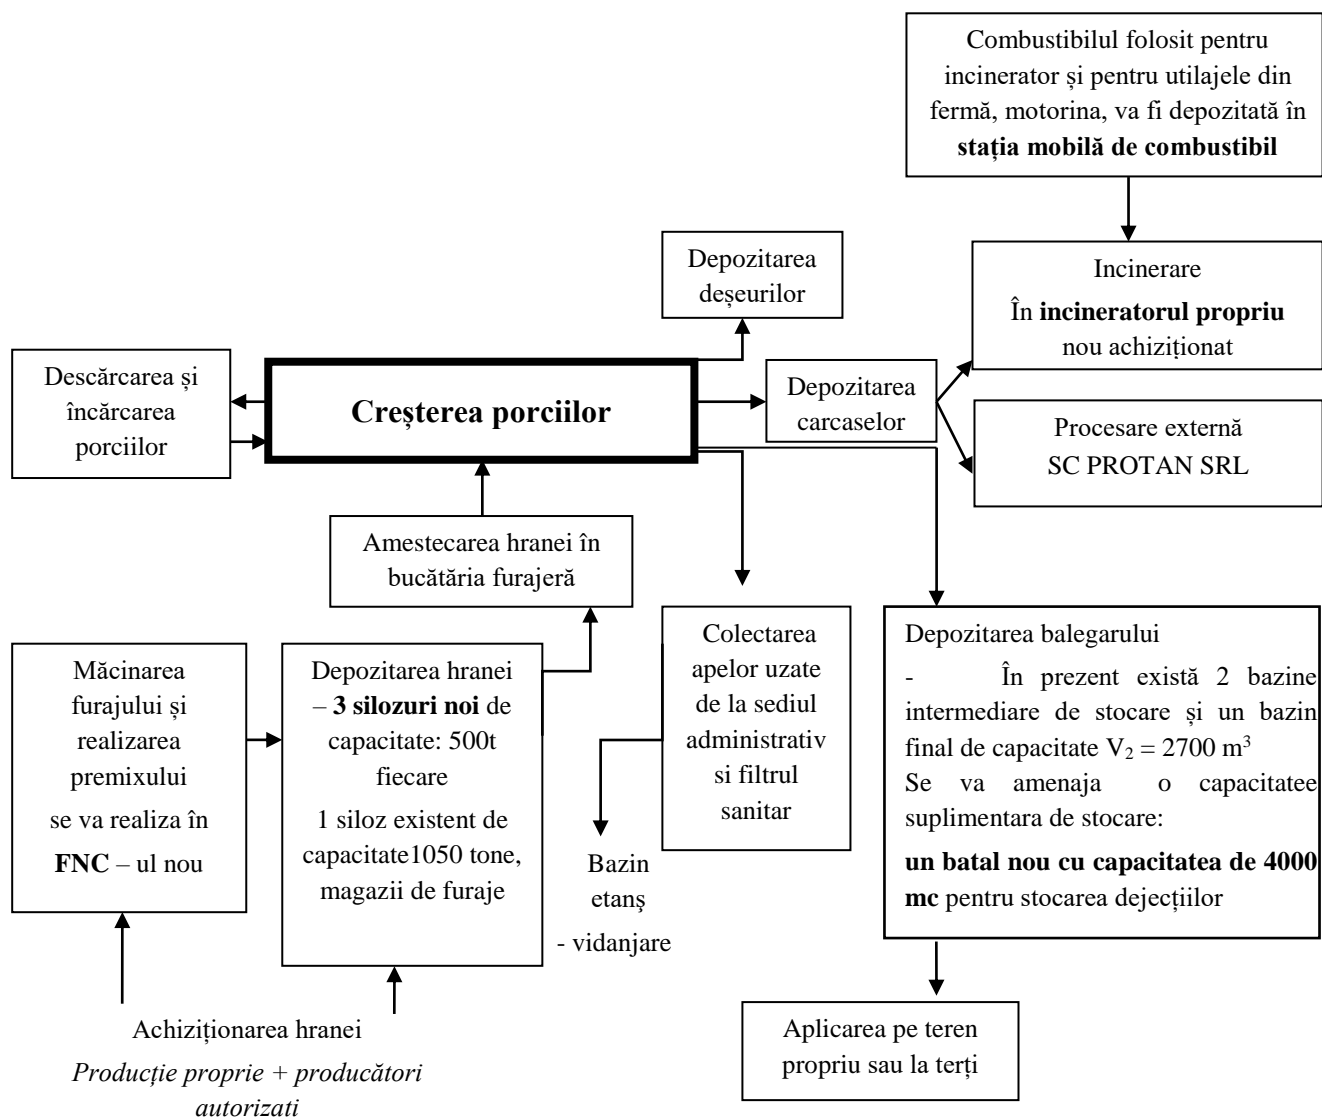 Combustibilul folosit pentru
incinerator și pentru utilajele din
fermă, motorina, va fi depozitată în
stația mobilă de combustibil
Depozitarea
deșeurilor
Incinerare
În incineratorul propriu
nou achiziționat
Descărcarea și
încărcarea
porciilor
Creșterea porciilor
Depozitarea
carcaselor
Procesare externă
SC PROTAN SRL
Amestecarea hranei în
bucătăria furajeră
Măcinarea
furajului și
realizarea
premixului
se va realiza în
FNC – ul nou
Depozitarea hranei
– 3 silozuri noi de
capacitate: 500t
fiecare
1 siloz existent de
capacitate1050 tone,
magazii de furaje
Colectarea
apelor uzate
de la sediul
administrativ
si filtrul
sanitar
Bazin
etanş
- vidanjare
Depozitarea balegarului
- În prezent există 2 bazine
intermediare de stocare și un bazin
final de capacitate V₂ = 2700 m³
Se va amenaja o capacitatee
suplimentara de stocare:
un batal nou cu capacitatea de 4000
mc pentru stocarea dejecțiilor
Aplicarea pe teren
propriu sau la terți
Achiziționarea hranei
Producție proprie + producători
autorizati